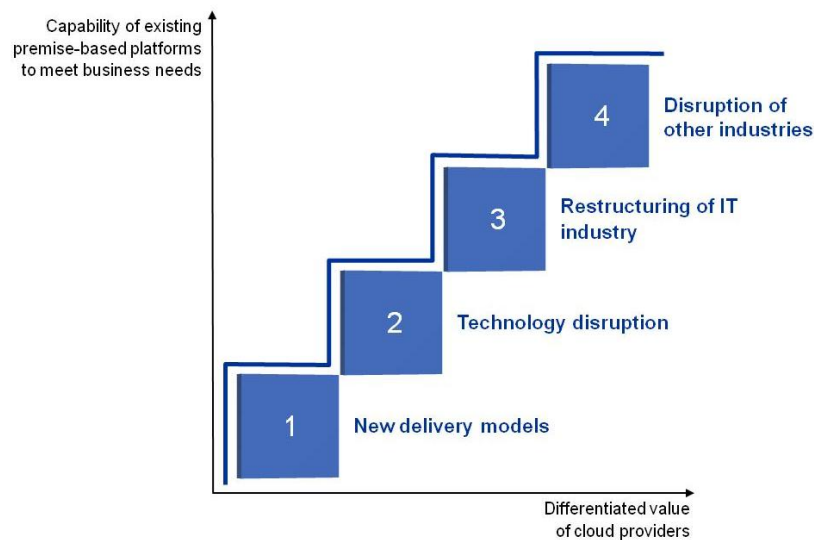 Capability of existing
premise-based platforms
to meet business needs
4
Disruption of
other industries
3
Restructuring of IT
industry
2
Technology disruption
1
New delivery models
Differentiated value
of cloud providers